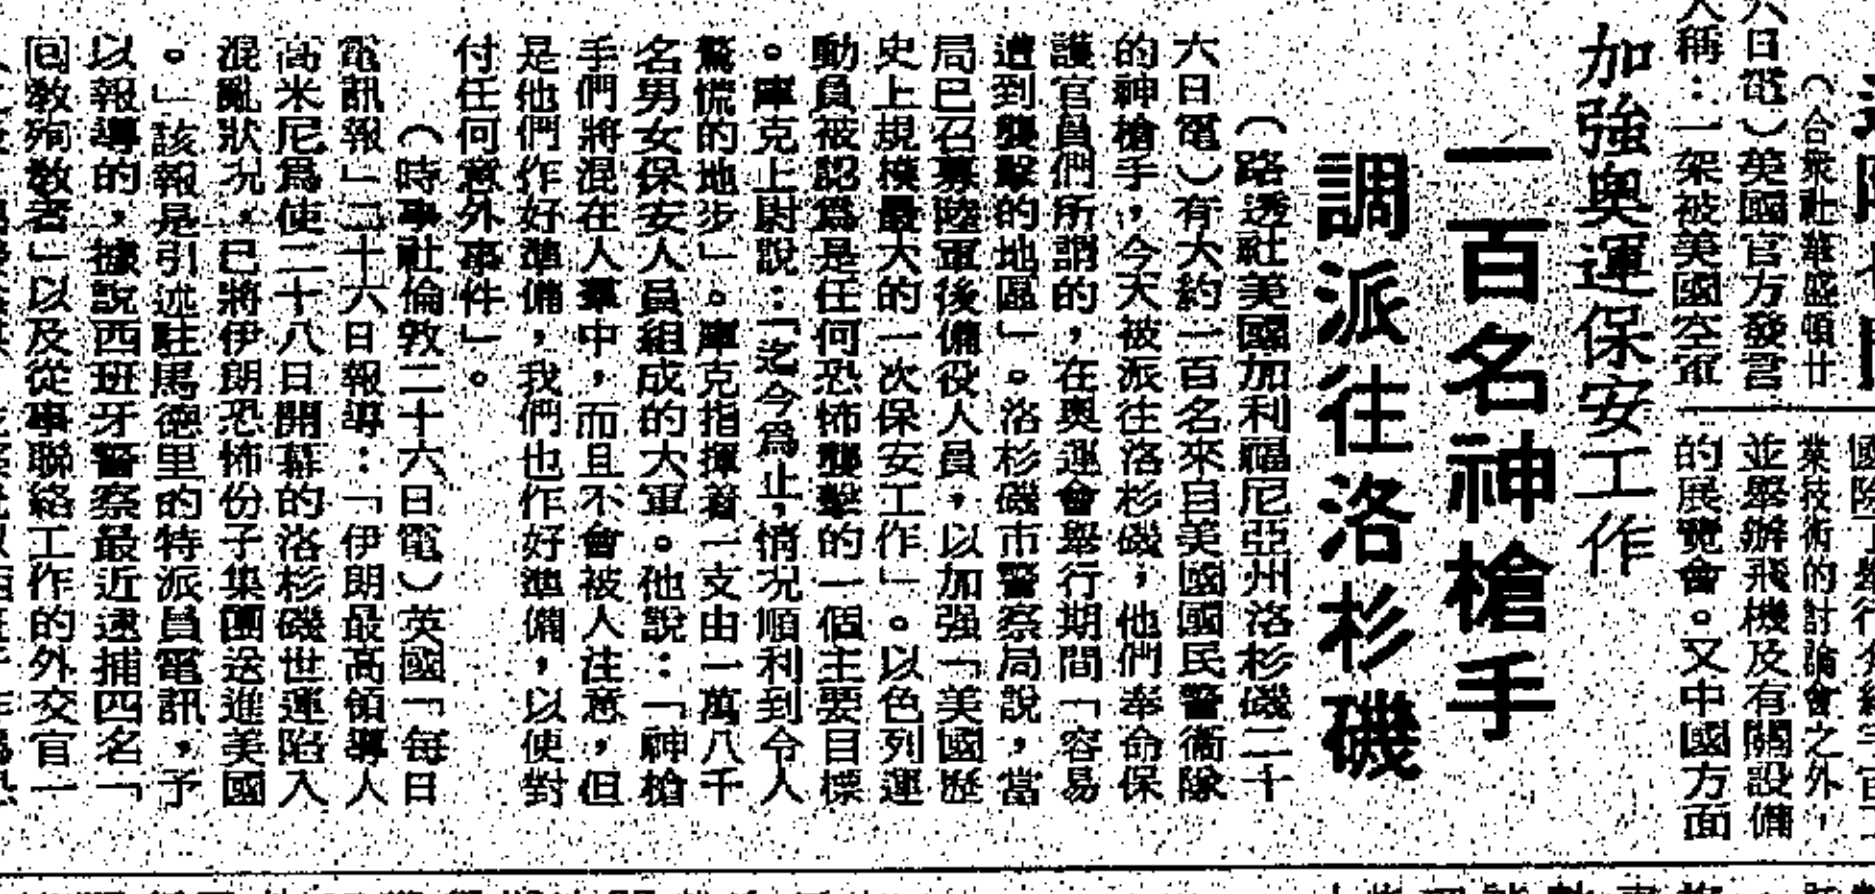 加強奧運保安工作
一百名神槍手
調派往洛杉磯
（路透社美國加利福尼亞州洛杉磯二十
六日電）有大約一百名來自美國國民警衞隊
的神槍手，今天被派往洛杉磯，他們奉命保
護官員們所謂的，在奧運會舉行期間「容易
遭到襲擊的地區」。洛杉磯市警察局說，當
局已召募陸軍後備役人員，以加强「美國歷
史上規模最大的一次保安工作」。以色列運
動員被認爲是任何恐怖襲擊的一個主要目標
。庫克上尉說：「迄今爲止，情况順利到令人
驚慌的地步」。庫克指揮着一支由一萬八千
名男女保安人員組成的大軍。他說：「神槍
手們將混在人羣中，而且不會被人注意，但
是他們作好準備，我們也作好準備，以便對
付任何意外事件」。
（時事社倫敦二十六日電）英國「每日
電訊報」二十六日報導：「伊朗最高領導人
高米尼爲使二十八日開幕的洛杉磯世運陷入
混亂狀况，已將伊朗恐怖份子集團送進美國
。」該報是引述駐馬德里的特派員電訊，予
以報導的，據說西班牙警察最近逮捕四名「
回敎殉敎者」以及從事聯絡工作的外交官一
（合衆社華盛頓廿
六日電）英國官方發言
人稱：一架被美國空軍
業技術的討論會之外，
並舉辦飛機及有關設備
的展覽會。又中國方面